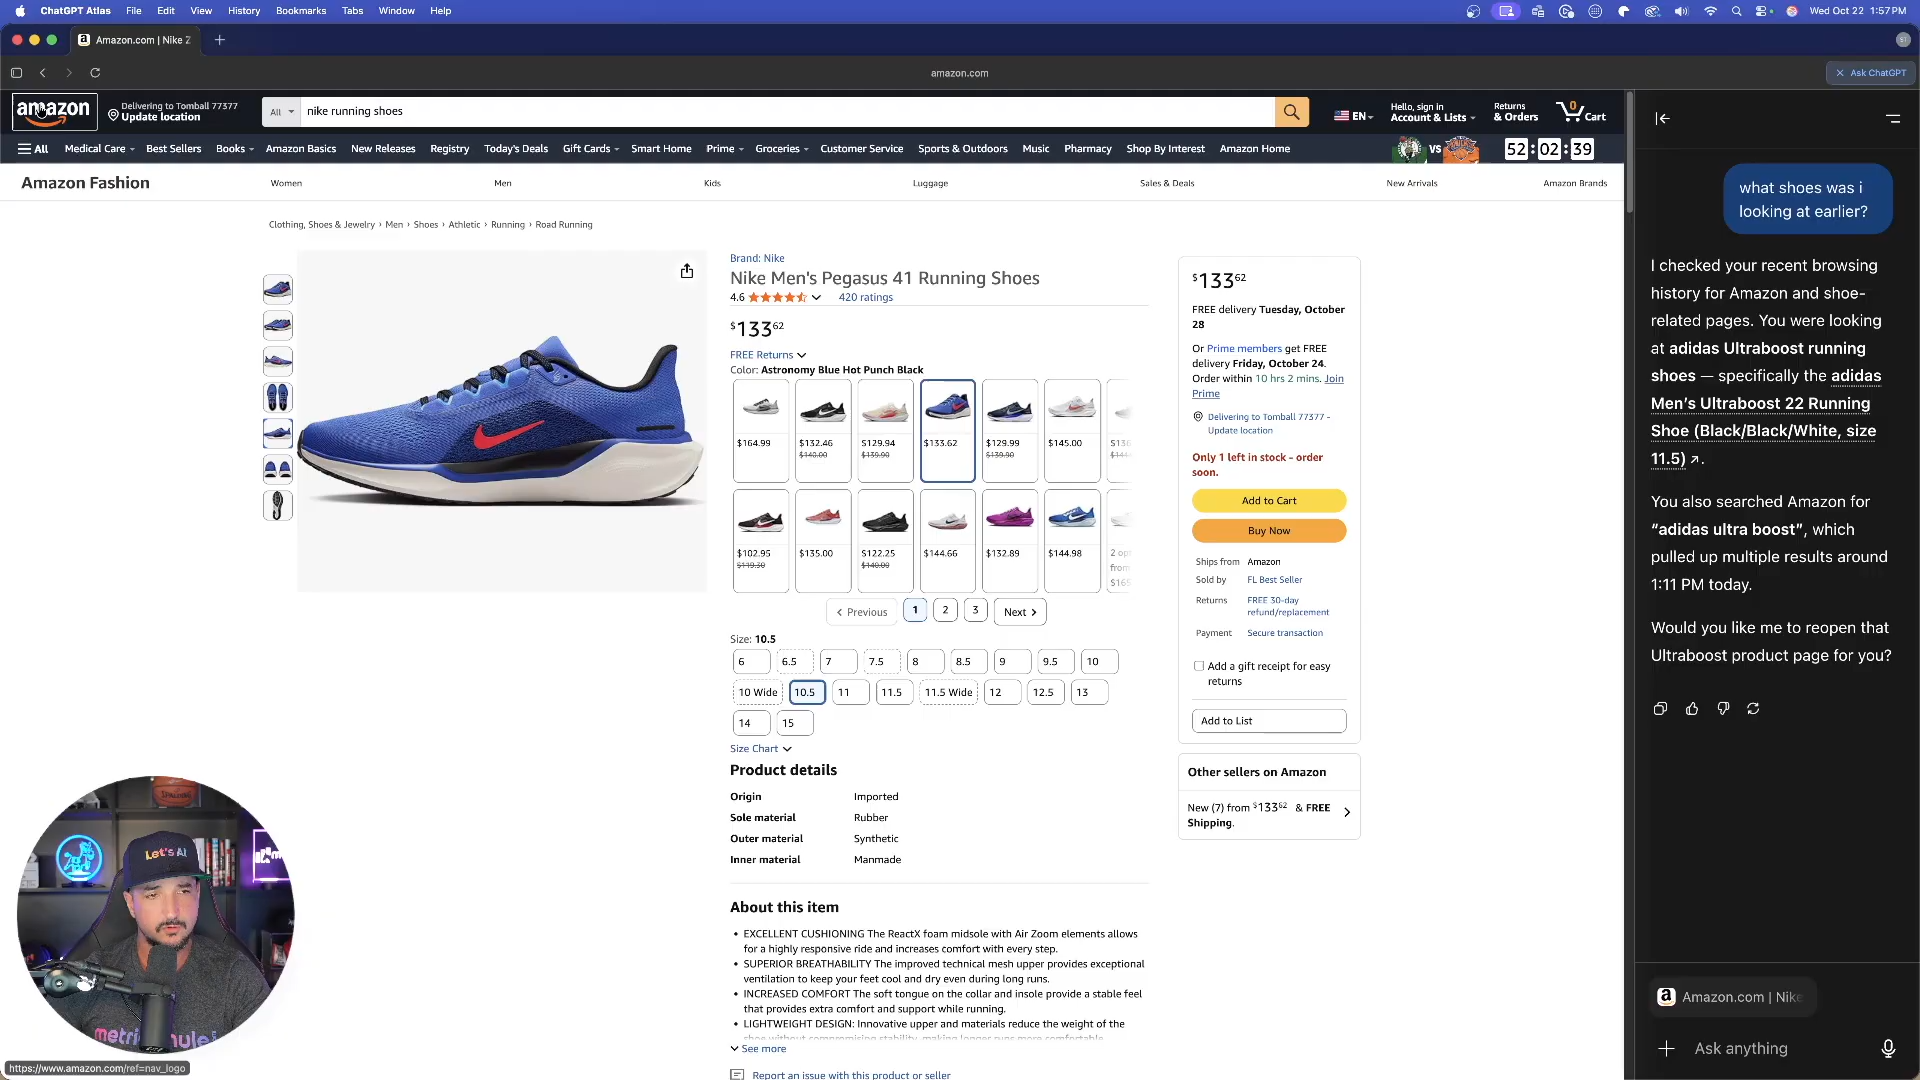 ChatGPT Atlas File Edit View History Bookmarks Tabs Window Help
Wed Oct 22 1:57 PM
Amazon.com | Nike Z
amazon.com
Ask ChatGPT
amazon
Delivering to Tomball 77377
Update location
All
nike running shoes
EN
Hello, sign in
Account & Lists
Returns
& Orders
0
Cart
All Medical Care Best Sellers Books Amazon Basics New Releases Registry Today's Deals Gift Cards Smart Home Prime Groceries Customer Service Sports & Outdoors Music Pharmacy Shop By Interest Amazon Home
VS
52 : 02 : 39
Amazon Fashion Women Men Kids Luggage Sales & Deals New Arrivals Amazon Brands
Clothing, Shoes & Jewelry › Men › Shoes › Athletic › Running › Road Running
Brand: Nike
Nike Men's Pegasus 41 Running Shoes
4.6 420 ratings
$133 62
FREE Returns
Color: Astronomy Blue Hot Punch Black
$164.99 $132.46 $129.94 $133.62 $129.99 $145.00
$140.00 $139.90 $139.90
$102.95 $135.00 $122.25 $144.66 $132.89 $144.98
$119.30 $140.00
from
‹ Previous 1 2 3 Next ›
Size: 10.5
6 6.5 7 7.5 8 8.5 9 9.5 10
10 Wide 10.5 11 11.5 11.5 Wide 12 12.5 13
14 15
Size Chart
Product details
Origin Imported
Sole material Rubber
Outer material Synthetic
Inner material Manmade
About this item
• EXCELLENT CUSHIONING The ReactX foam midsole with Air Zoom elements allows
for a highly responsive ride and increases comfort with every step.
• SUPERIOR BREATHABILITY The improved technical mesh upper provides exceptional
ventilation to keep your feet cool and dry even during long runs.
• INCREASED COMFORT The soft tongue on the collar and insole provide a stable feel
that provides extra comfort and support while running.
• LIGHTWEIGHT DESIGN: Innovative upper and materials reduce the weight of the
shoe without compromising stability, making longer runs more comfortable.
See more
Report an issue with this product or seller
$133 62
FREE delivery Tuesday, October
28
Or Prime members get FREE
delivery Friday, October 24.
Order within 10 hrs 2 mins. Join
Prime
Delivering to Tomball 77377 -
Update location
Only 1 left in stock - order
soon.
Add to Cart
Buy Now
Ships from Amazon
Sold by FL Best Seller
Returns FREE 30-day
refund/replacement
Payment Secure transaction
Add a gift receipt for easy
returns
Add to List
Other sellers on Amazon
New (7) from $133 62 & FREE
Shipping.
what shoes was i
looking at earlier?
I checked your recent browsing
history for Amazon and shoe-
related pages. You were looking
at adidas Ultraboost running
shoes — specifically the adidas
Men's Ultraboost 22 Running
Shoe (Black/Black/White, size
11.5) ↗.
You also searched Amazon for
"adidas ultra boost", which
pulled up multiple results around
1:11 PM today.
Would you like me to reopen that
Ultraboost product page for you?
Amazon.com | Nike
Ask anything
SPALDING
Let's AI
https://www.amazon.com/ref=nav_logo